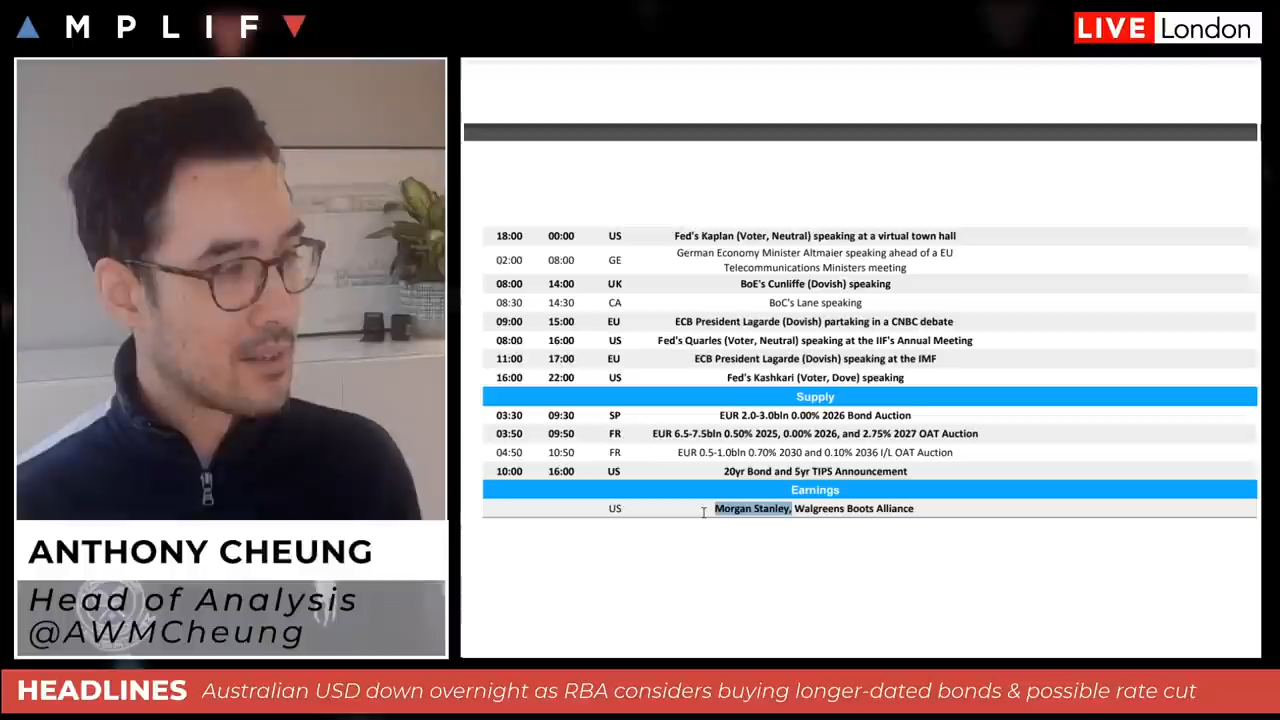 ▲ M P L I F ▼
LIVE London
18:00 00:00 US Fed's Kaplan (Voter, Neutral) speaking at a virtual town hall
02:00 08:00 GE German Economy Minister Altmaier speaking ahead of a EU
Telecommunications Ministers meeting
08:00 14:00 UK BoE's Cunliffe (Dovish) speaking
08:30 14:30 CA BoC's Lane speaking
09:00 15:00 EU ECB President Lagarde (Dovish) partaking in a CNBC debate
08:00 16:00 US Fed's Quarles (Voter, Neutral) speaking at the IIF's Annual Meeting
11:00 17:00 EU ECB President Lagarde (Dovish) speaking at the IMF
16:00 22:00 US Fed's Kashkari (Voter, Dove) speaking
Supply
03:30 09:30 SP EUR 2.0-3.0bln 0.00% 2026 Bond Auction
03:50 09:50 FR EUR 6.5-7.5bln 0.50% 2025, 0.00% 2026, and 2.75% 2027 OAT Auction
04:50 10:50 FR EUR 0.5-1.0bln 0.70% 2030 and 0.10% 2036 I/L OAT Auction
10:00 16:00 US 20yr Bond and 5yr TIPS Announcement
Earnings
US Morgan Stanley, Walgreens Boots Alliance
ANTHONY CHEUNG
Head of Analysis
@AWMCheung
HEADLINES Australian USD down overnight as RBA considers buying longer-dated bonds & possible rate cut